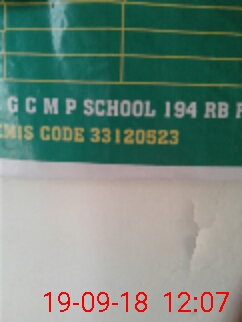 G C M P SCHOOL 194 RB
EMIS CODE 33120523
19-09-18 12:07